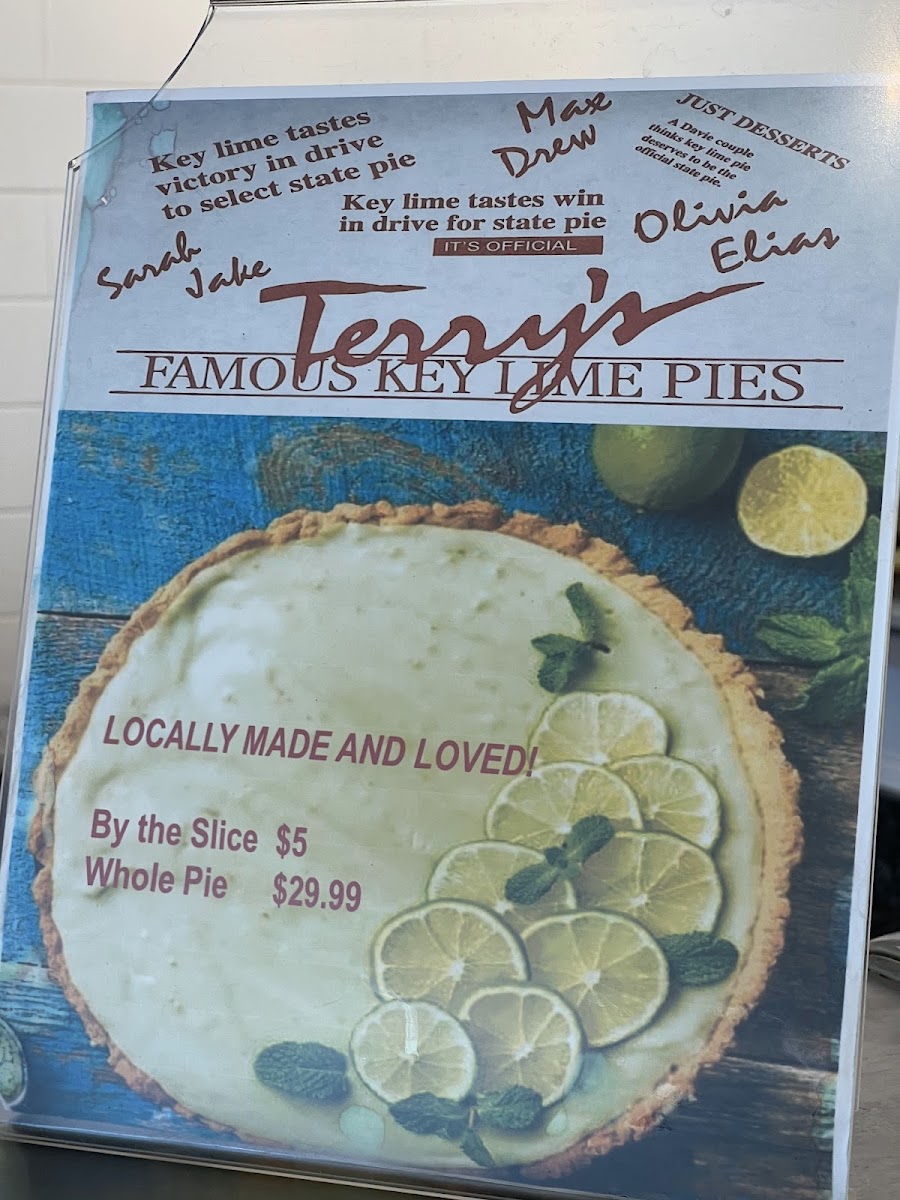 Key lime tastes
victory in drive
to select state pie
Max
Drew
JUST DESSERTS
A Davie couple
thinks key lime pie
deserves to be the
official state pie.
Key lime tastes win
in drive for state pie
IT'S OFFICIAL
Olivia
Elias
Sarah
Jake
Terry's
FAMOUS KEY LIME PIES
LOCALLY MADE AND LOVED!
By the Slice $5
Whole Pie $29.99